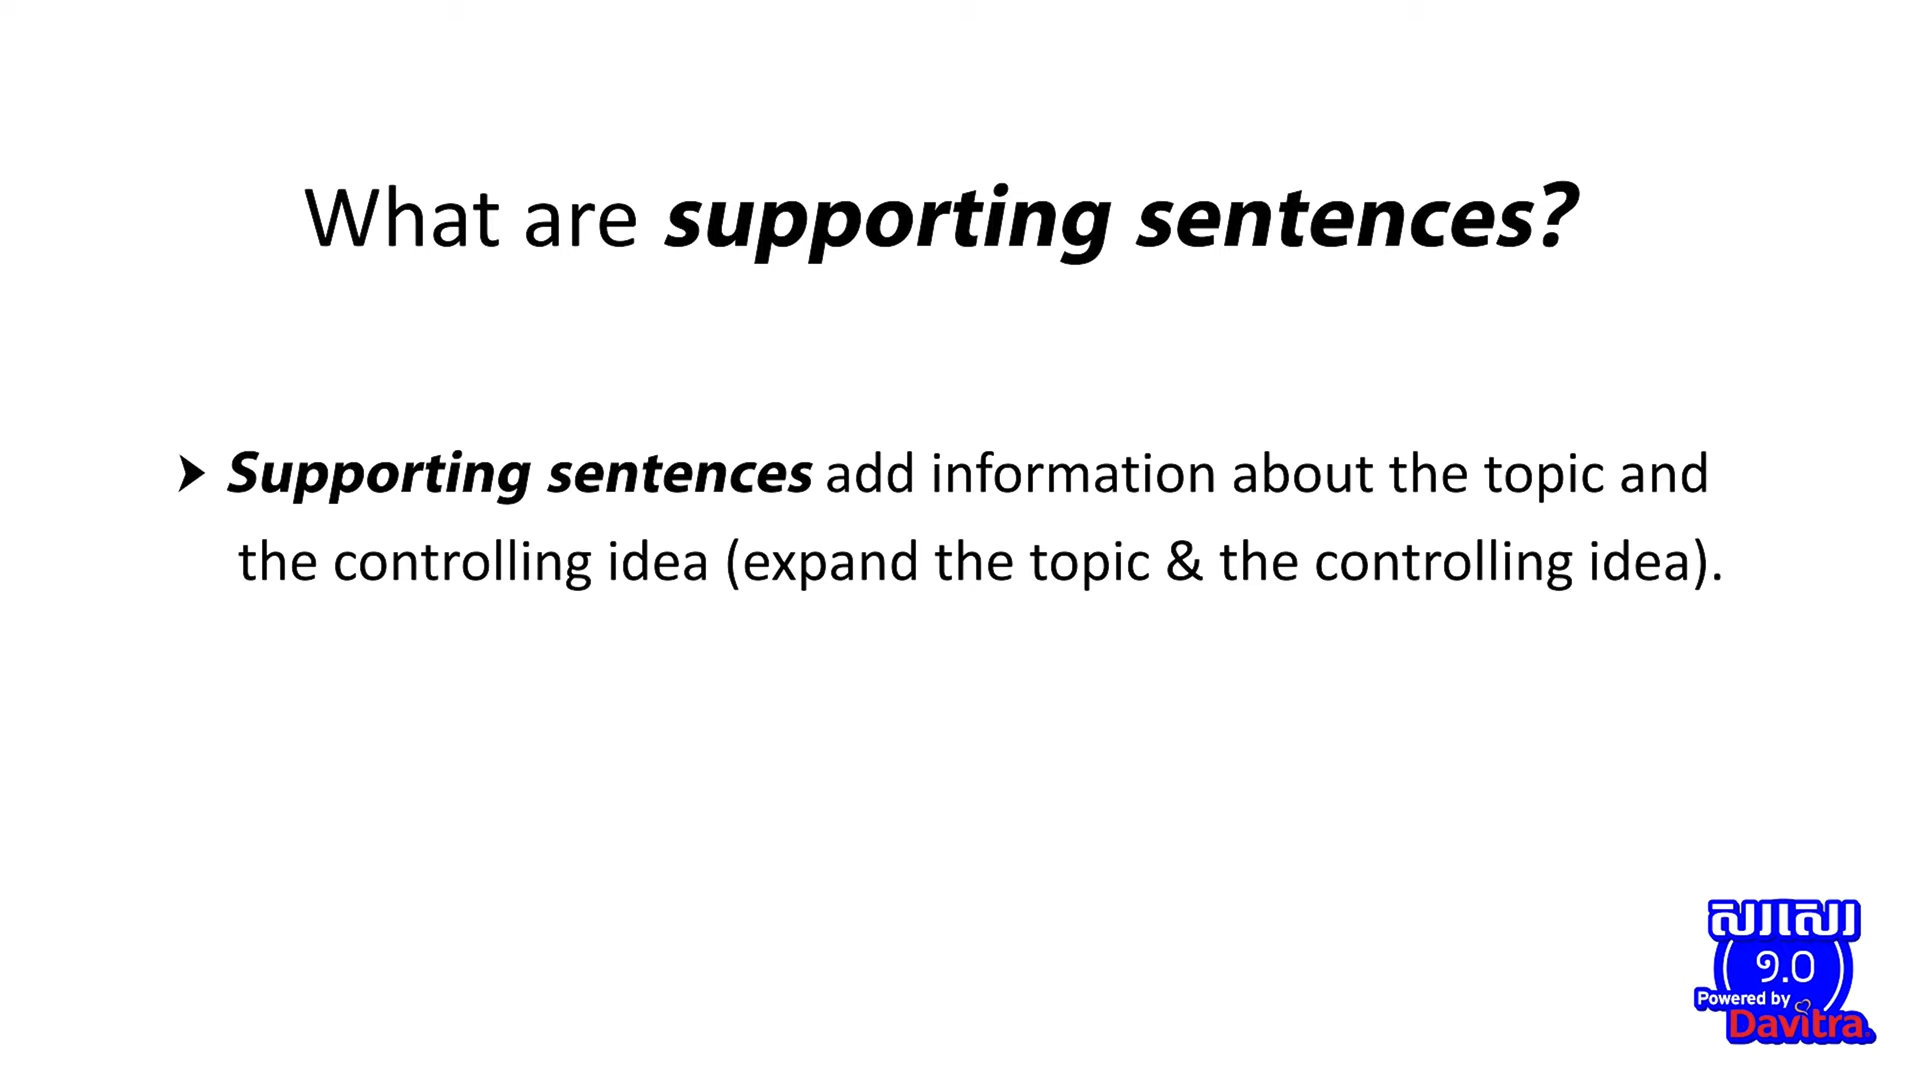 What are supporting sentences?
➤ Supporting sentences add information about the topic and
the controlling idea (expand the topic & the controlling idea).
សរសេរ
១.០
Powered by
Davitra